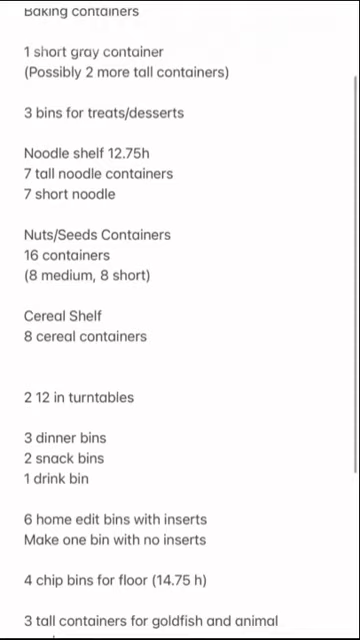 Baking containers
1 short gray container
(Possibly 2 more tall containers)
3 bins for treats/desserts
Noodle shelf 12.75h
7 tall noodle containers
7 short noodle
Nuts/Seeds Containers
16 containers
(8 medium, 8 short)
Cereal Shelf
8 cereal containers
2 12 in turntables
3 dinner bins
2 snack bins
1 drink bin
6 home edit bins with inserts
Make one bin with no inserts
4 chip bins for floor (14.75 h)
3 tall containers for goldfish and animal